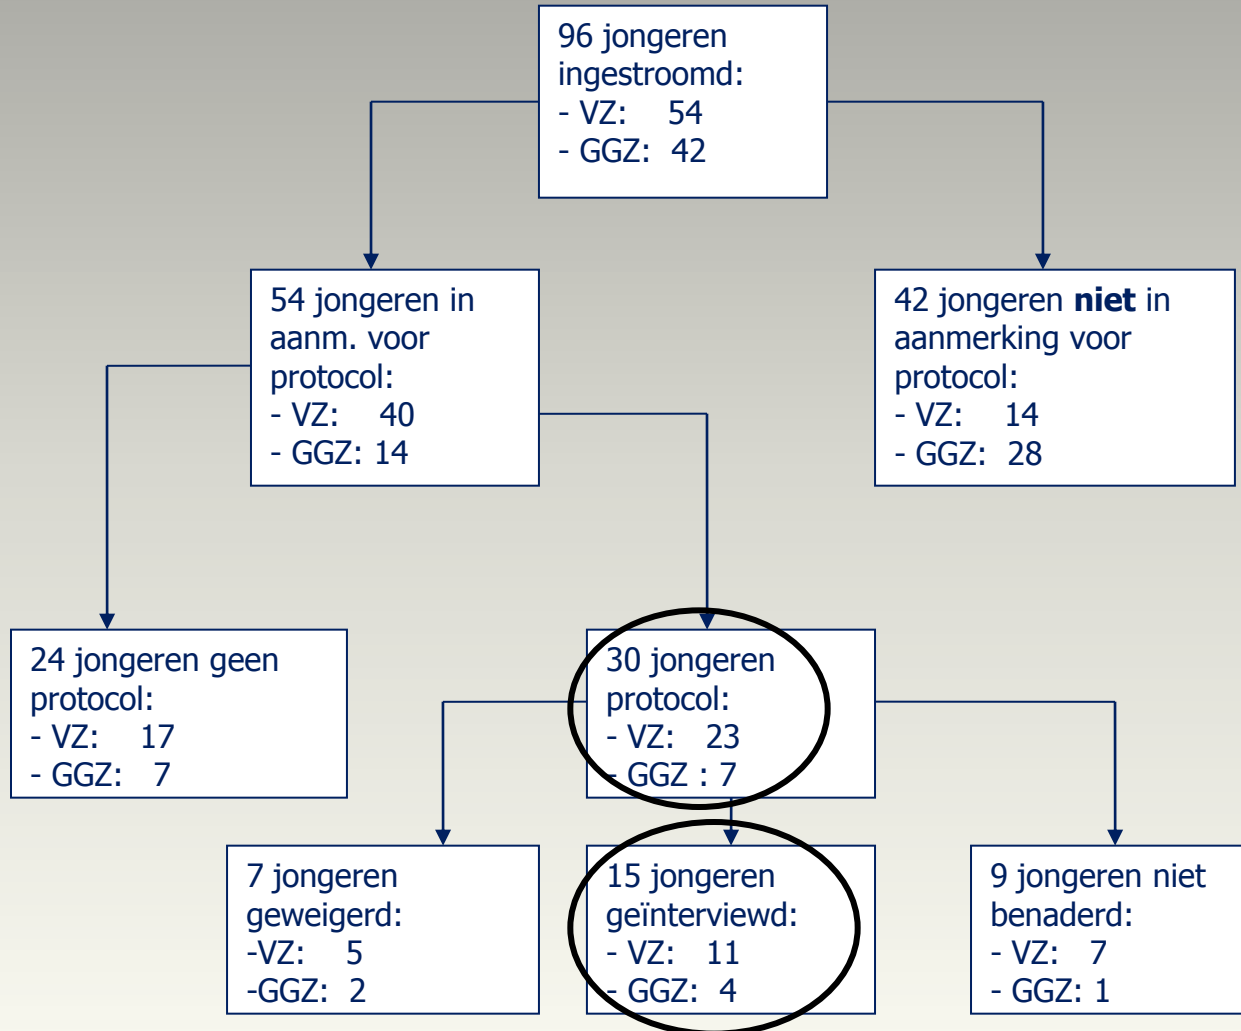 96 jongeren
ingestroomd:
- VZ: 54
- GGZ: 42
54 jongeren in
aanm. voor
protocol:
- VZ: 40
- GGZ: 14
42 jongeren niet in
aanmerking voor
protocol:
- VZ: 14
- GGZ: 28
24 jongeren geen
protocol:
- VZ: 17
- GGZ: 7
30 jongeren
protocol:
- VZ: 23
- GGZ : 7
7 jongeren
geweigerd:
-VZ: 5
-GGZ: 2
15 jongeren
geïnterviewd:
- VZ: 11
- GGZ: 4
9 jongeren niet
benaderd:
- VZ: 7
- GGZ: 1